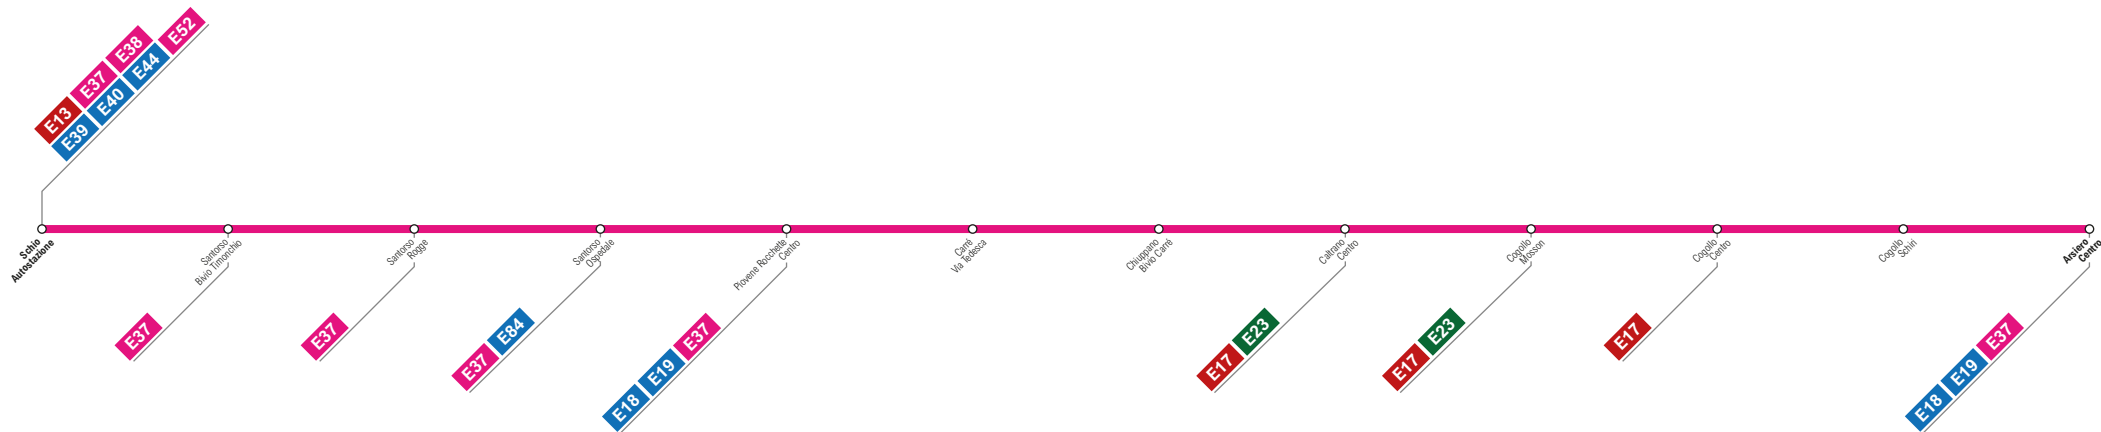 E13 E37 E38 E52
E39 E40 E44
Schio
Autostazione
Santorso
Bivio Timonchio
Santorso
Rogge
Santorso
Ospedale
Piovene Rocchette
Centro
Carrè
Via Tedesca
Chiuppano
Bivio Carrè
Caltrano
Centro
Cogollo
Mosson
Cogollo
Centro
Cogollo
Schiri
Arsiero
Centro
E37
E37
E37 E84
E18 E19 E37
E17 E23
E17 E23
E17
E18 E19 E37